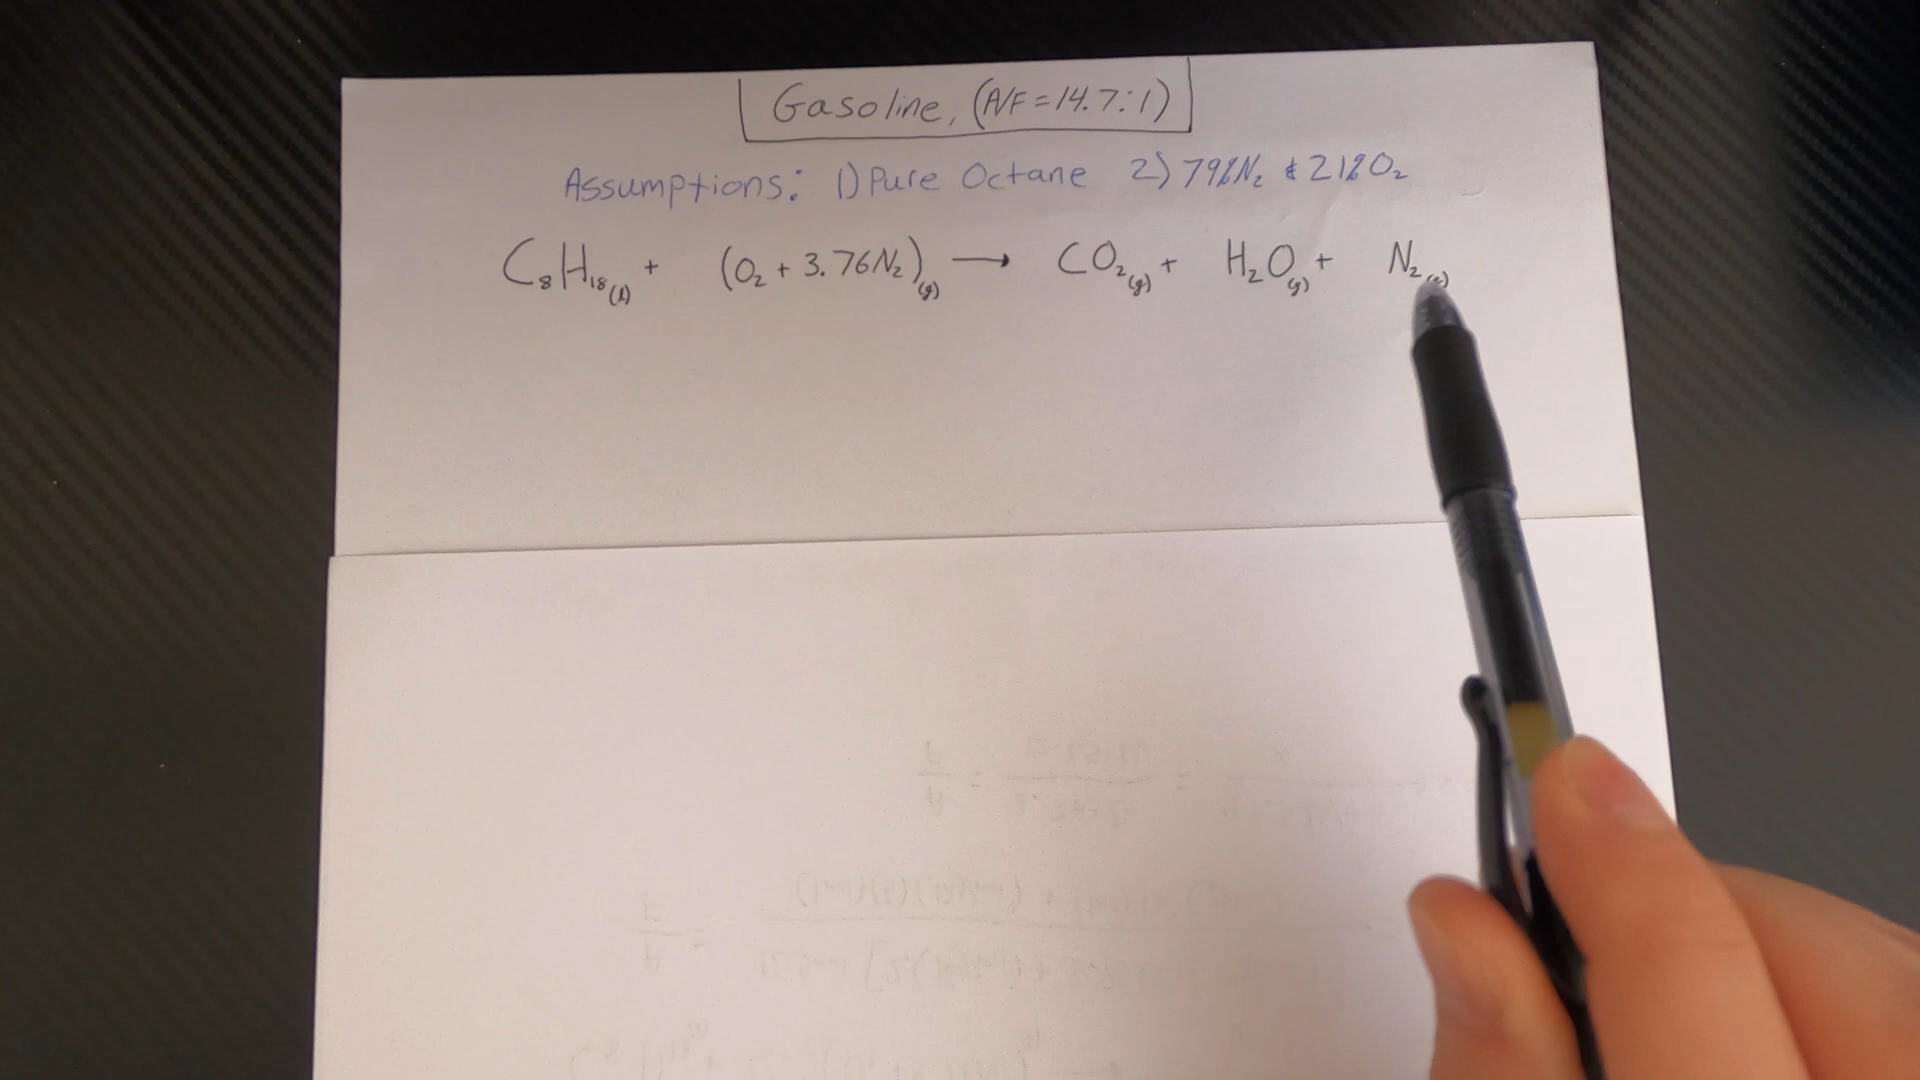 Gasoline, (A/F = 14.7:1)
Assumptions: 1) Pure Octane 2) 79% N₂ & 21% O₂
C₈H₁₈(l) + (O₂ + 3.76N₂)(g) → CO₂(g) + H₂O(g) + N₂(g)